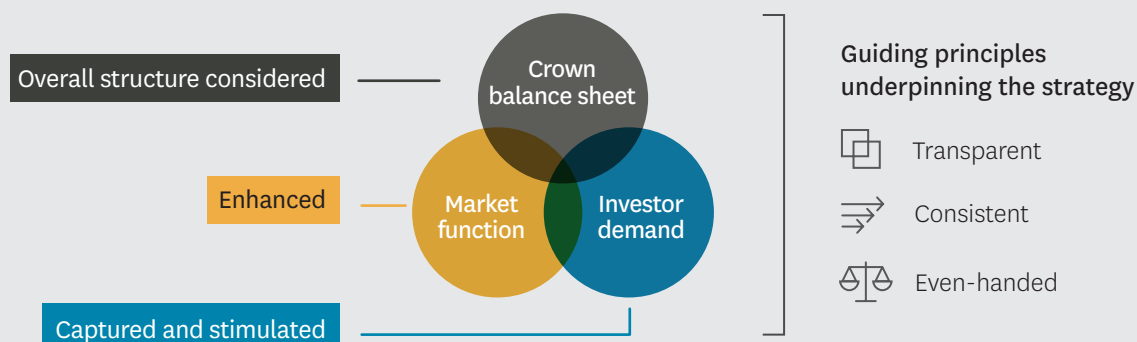 Overall structure considered
Enhanced
Captured and stimulated
Crown
balance sheet
Market
function
Investor
demand
Guiding principles
underpinning the strategy
Transparent
Consistent
Even-handed